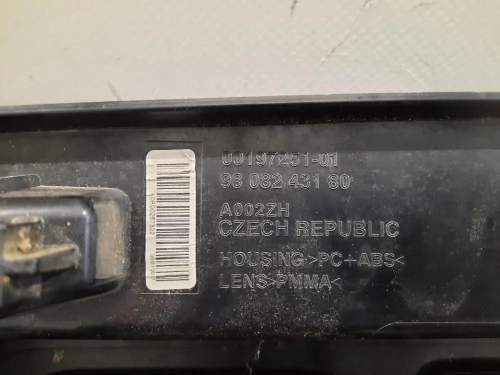 00197251-01
98 082 431 80
A002ZH
CZECH REPUBLIC
HOUSING>PC+ABS<
LENS>PMMA<